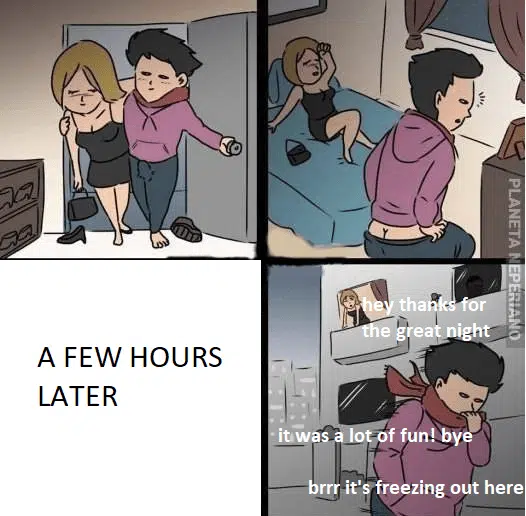 PLANETA NEPERIANO
A FEW HOURS
LATER
hey thanks for
the great night
it was a lot of fun! bye
brrr it's freezing out here